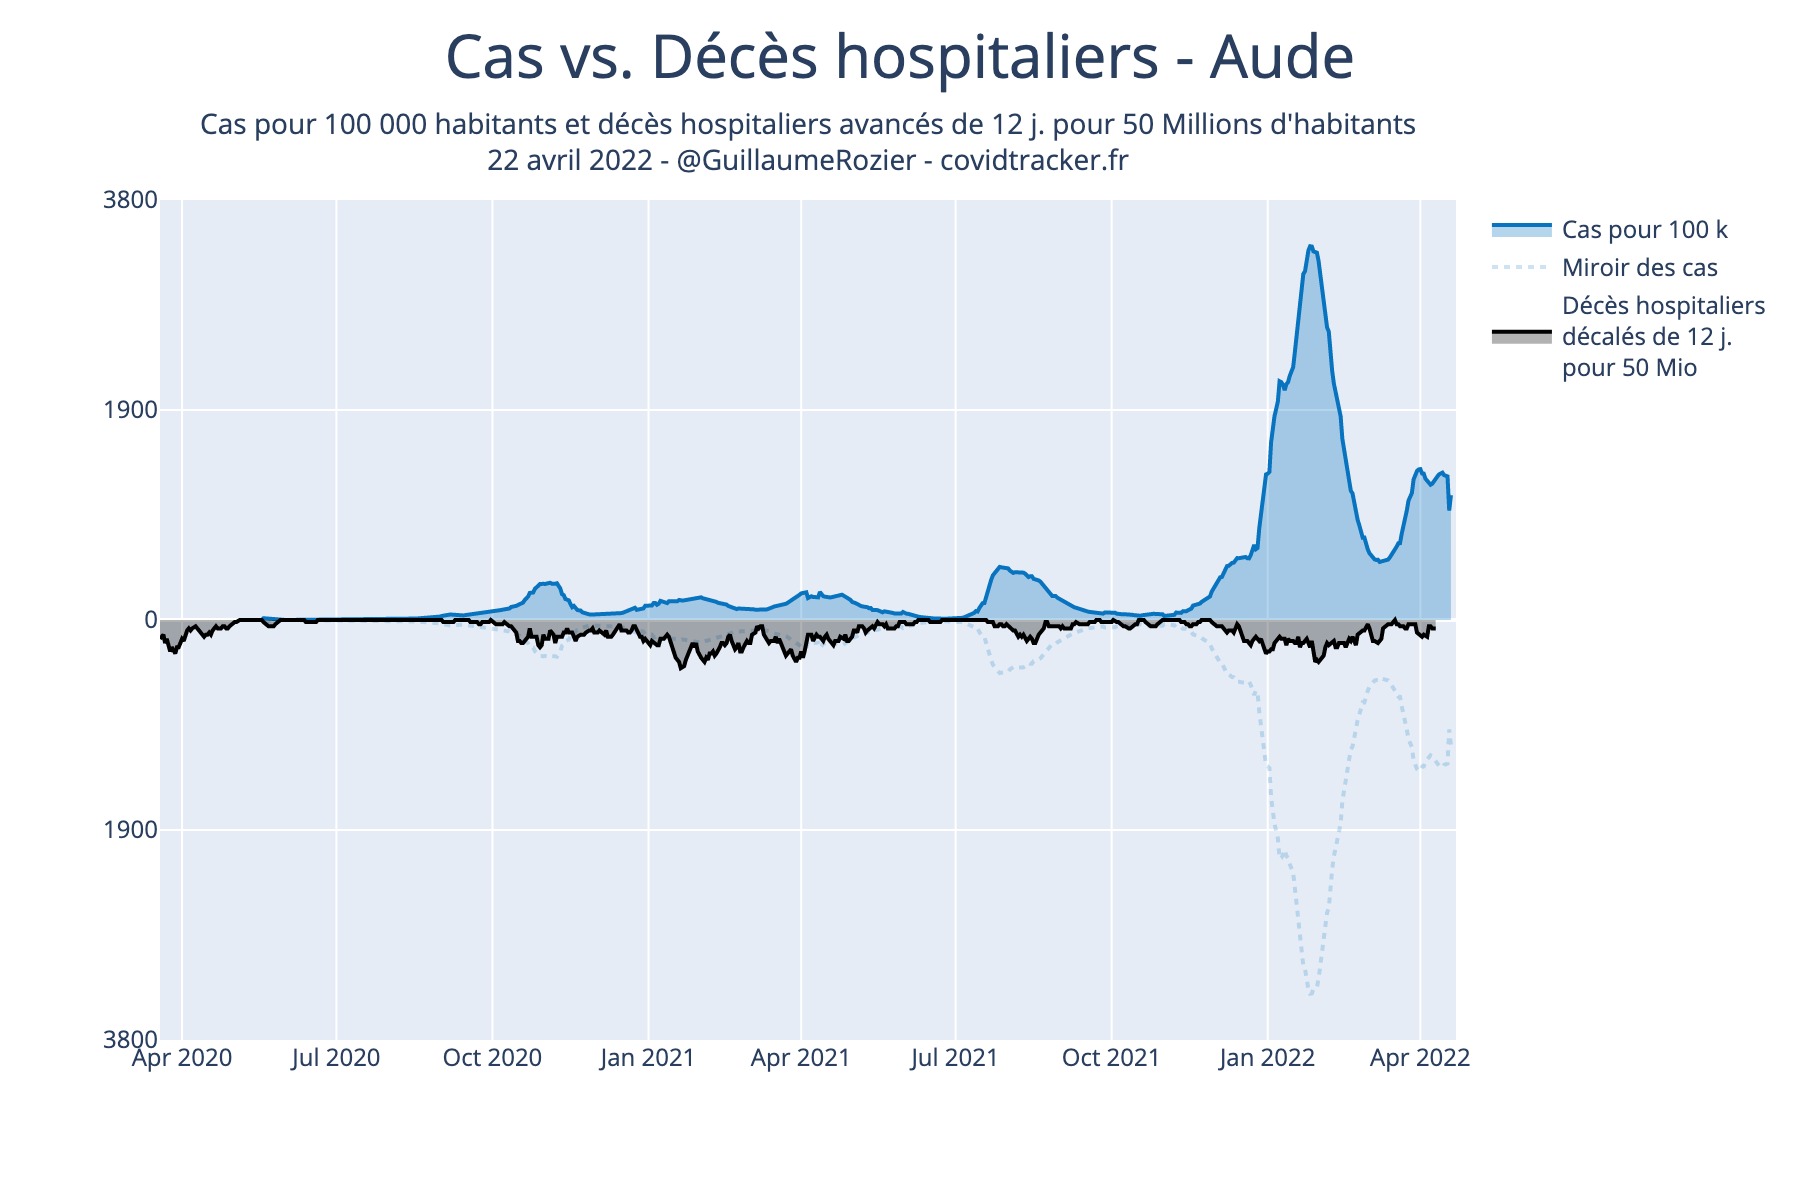 Cas vs. Décès hospitaliers - Aude
Cas pour 100 000 habitants et décès hospitaliers avancés de 12 j. pour 50 Millions d'habitants
22 avril 2022 - @GuillaumeRozier - covidtracker.fr
3800
1900
0
1900
3800
Apr 2020
Jul 2020
Oct 2020
Jan 2021
Apr 2021
Jul 2021
Oct 2021
Jan 2022
Apr 2022
Cas pour 100 k
Miroir des cas
Décès hospitaliers
décalés de 12 j.
pour 50 Mio